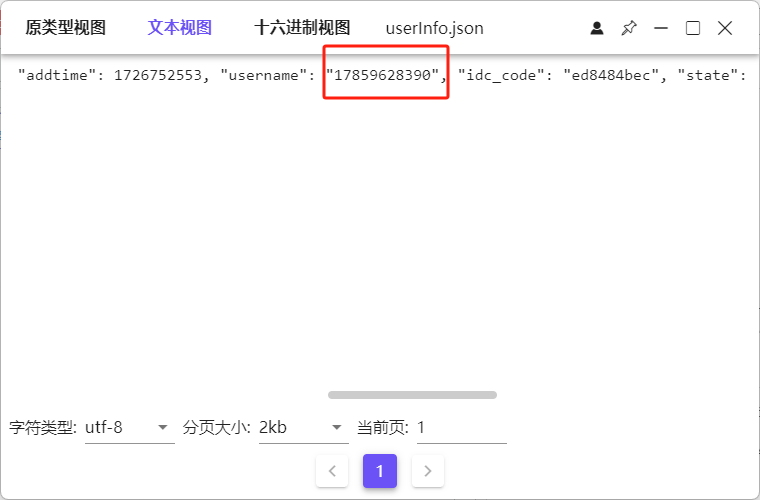 原类型视图 文本视图 十六进制视图 userInfo.json
"addtime": 1726752553, "username": "17859628390", "idc_code": "ed8484bec", "state":
字符类型: utf-8 分页大小: 2kb 当前页: 1
1